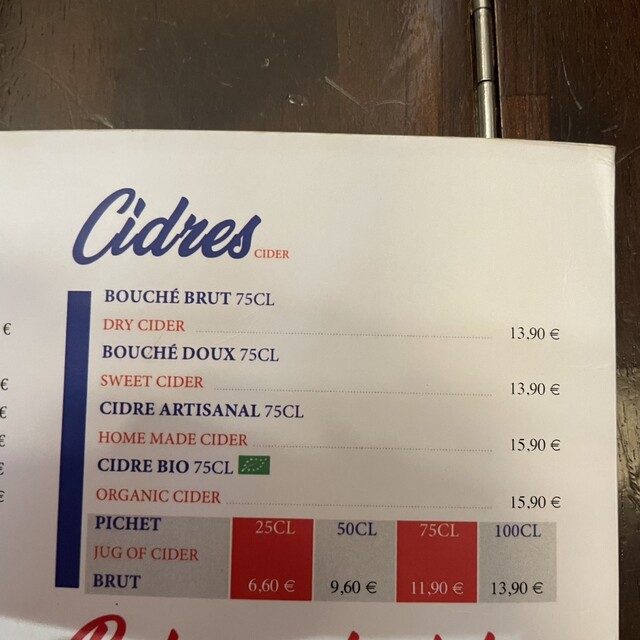 Cidres CIDER
BOUCHÉ BRUT 75CL
DRY CIDER 13,90 €
BOUCHÉ DOUX 75CL
SWEET CIDER 13,90 €
CIDRE ARTISANAL 75CL
HOME MADE CIDER 15,90 €
CIDRE BIO 75CL
ORGANIC CIDER 15,90 €
PICHET 25CL 50CL 75CL 100CL
JUG OF CIDER
BRUT 6,60 € 9,60 € 11,90 € 13,90 €
€
€
€
€
€
€